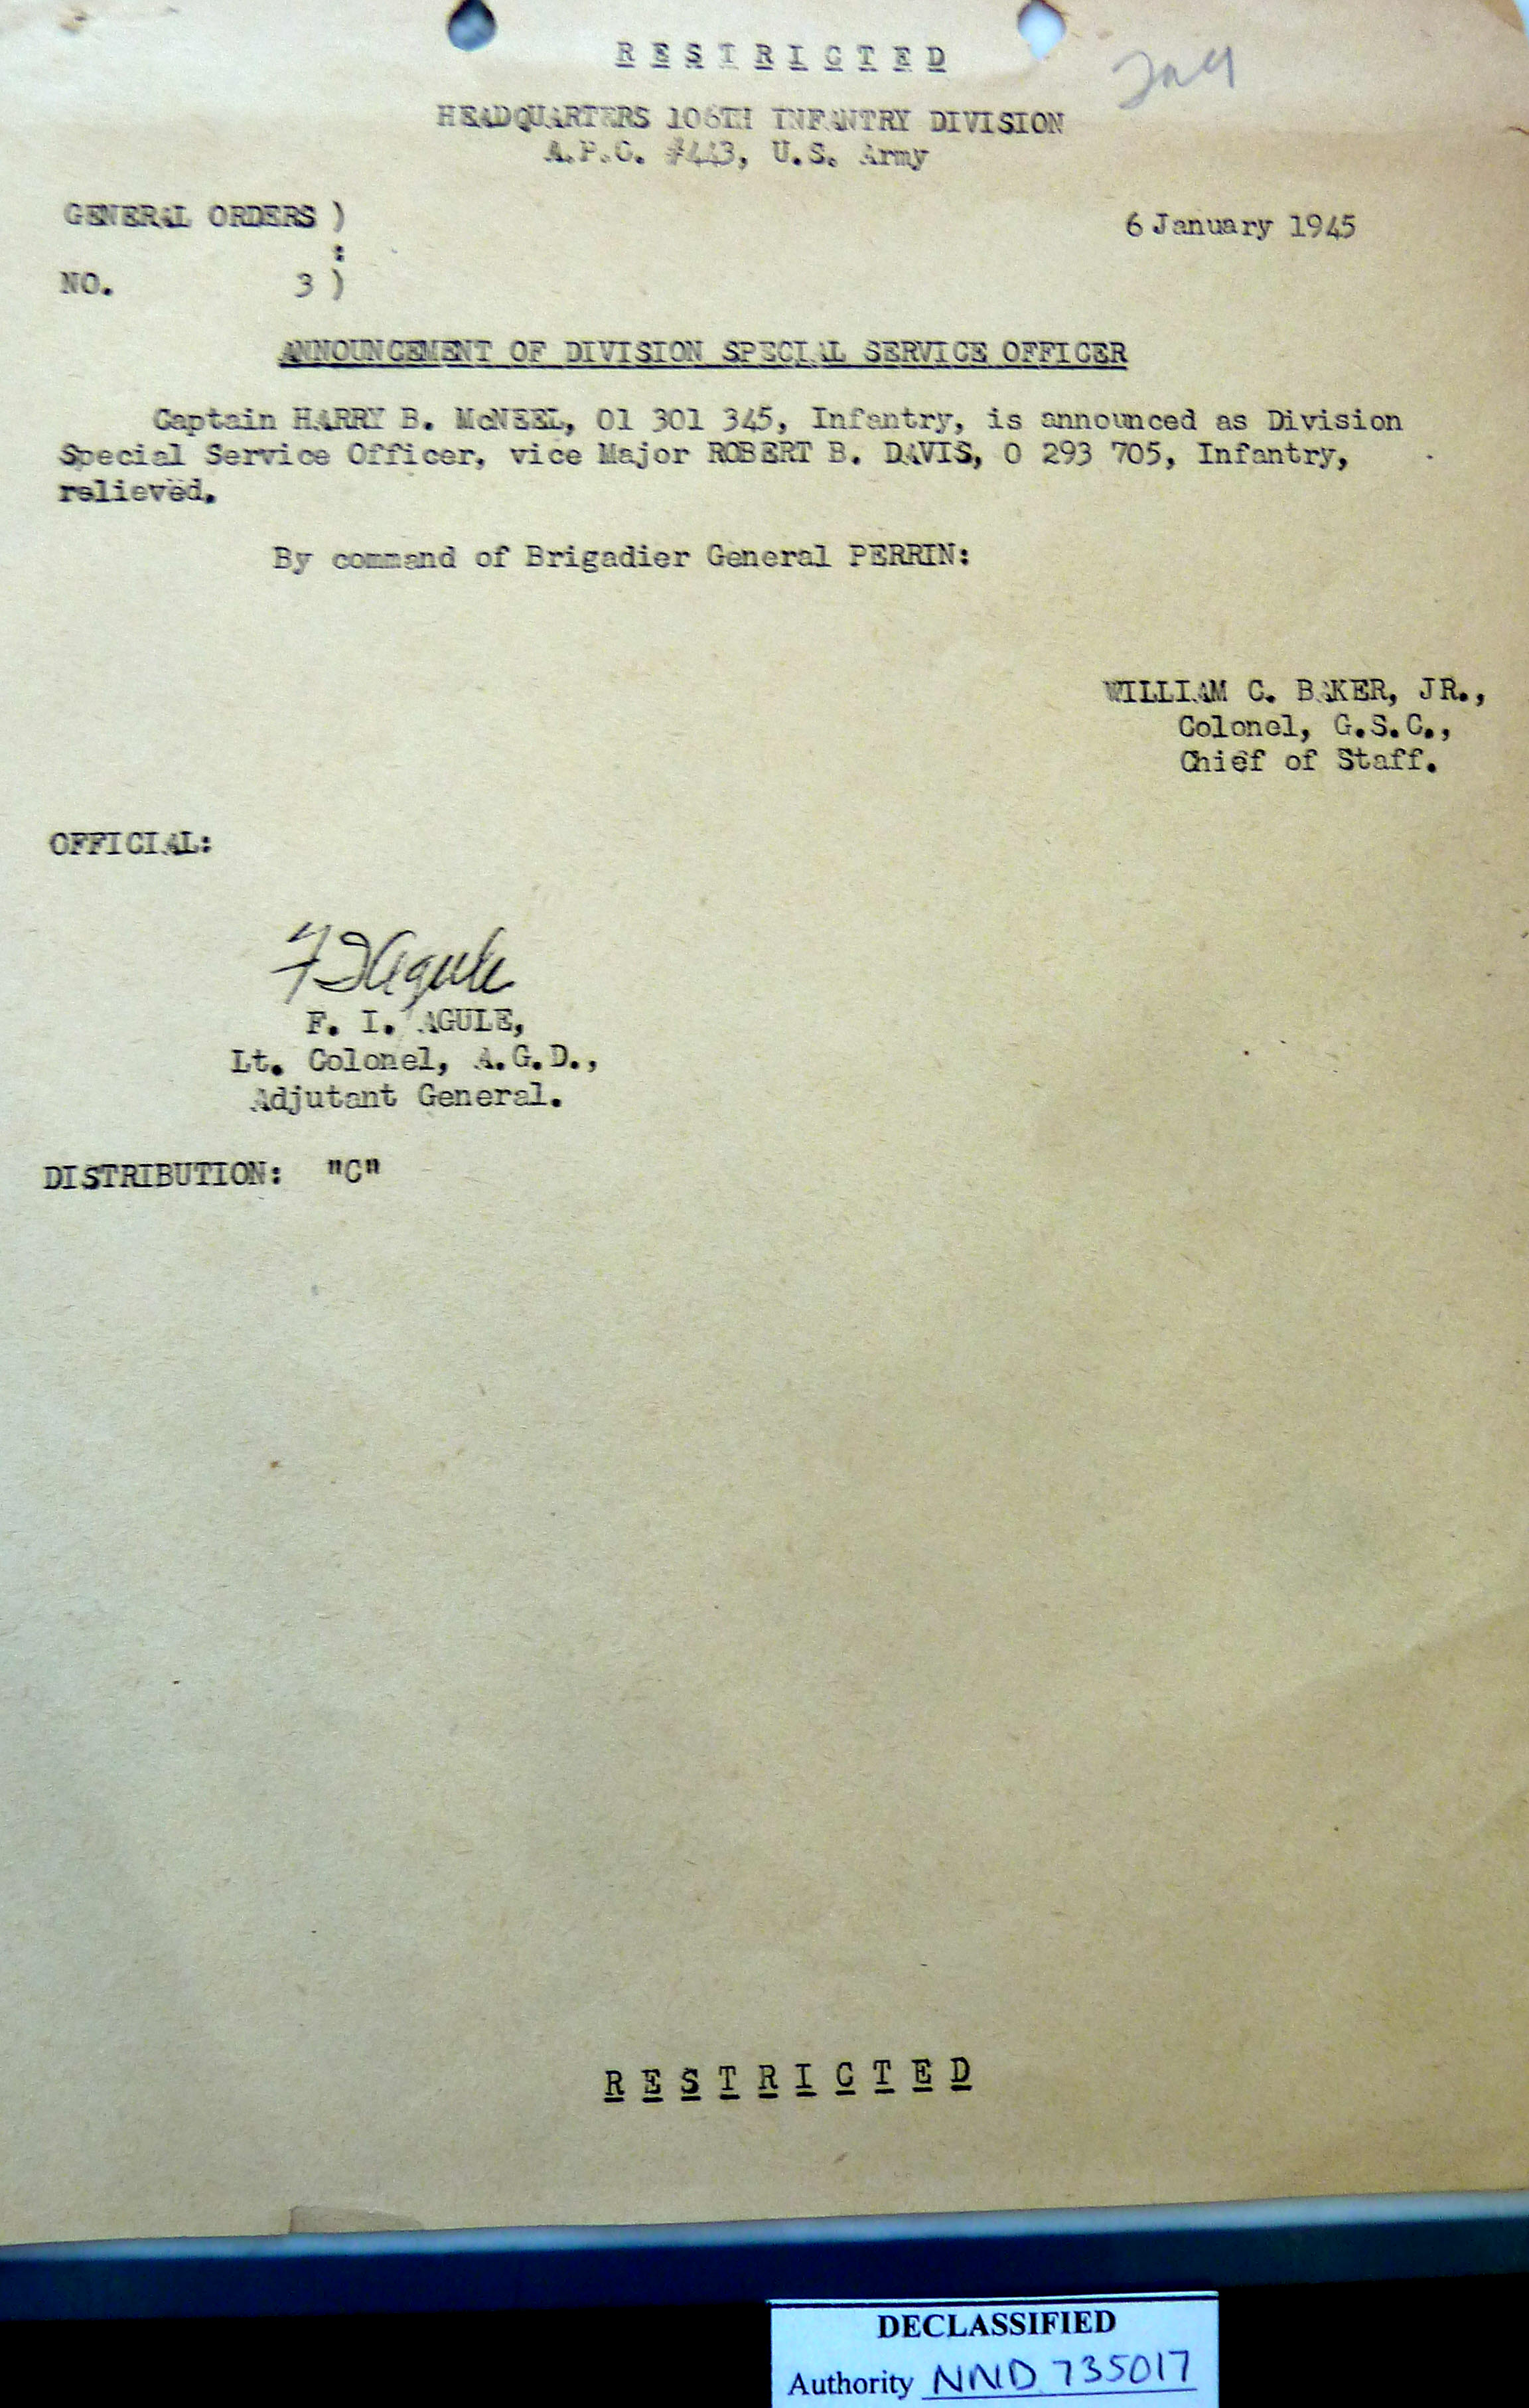 R E S T R I C T E D
HEADQUARTERS 106TH INFANTRY DIVISION
A.P.O. #443, U.S. Army
GENERAL ORDERS )
:
NO. 3 )
6 January 1945
ANNOUNCEMENT OF DIVISION SPECIAL SERVICE OFFICER
Captain HARRY B. McNEEL, 01 301 345, Infantry, is announced as Division
Special Service Officer, vice Major ROBERT B. DAVIS, 0 293 705, Infantry,
relieved.
By command of Brigadier General PERRIN:
WILLIAM C. BAKER, JR.,
Colonel, G.S.C.,
Chief of Staff.
OFFICIAL:
F I Agule
F. I. AGULE,
Lt. Colonel, A.G.D.,
Adjutant General.
DISTRIBUTION: "C"
R E S T R I C T E D
DECLASSIFIED
Authority NND 735017